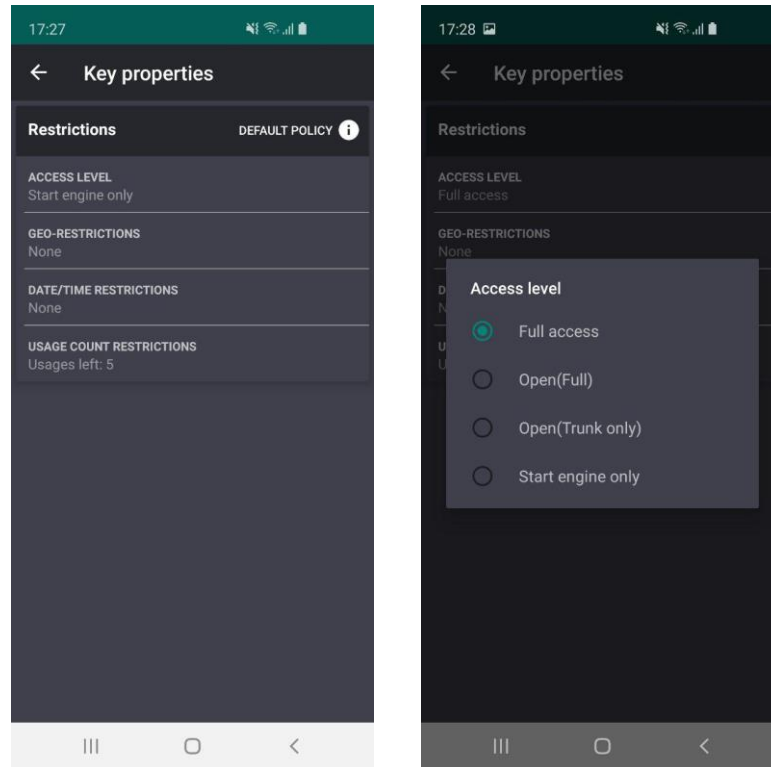 17:27
Key properties
Restrictions DEFAULT POLICY i
ACCESS LEVEL
Start engine only
GEO-RESTRICTIONS
None
DATE/TIME RESTRICTIONS
None
USAGE COUNT RESTRICTIONS
Usages left: 5
17:28
Key properties
Restrictions
ACCESS LEVEL
Full access
GEO-RESTRICTIONS
None
Access level
Full access
Open(Full)
Open(Trunk only)
Start engine only